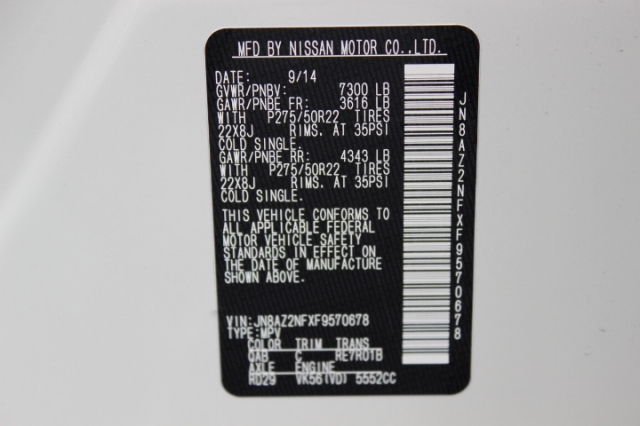 MFD BY NISSAN MOTOR CO.,LTD.
DATE: 9/14
GVWR/PNBV: 7300 LB
GAWR/PNBE FR: 3616 LB
WITH P275/50R22 TIRES
22X8J RIMS. AT 35PSI
COLD SINGLE.
GAWR/PNBE RR: 4343 LB
WITH P275/50R22 TIRES
22X8J RIMS. AT 35PSI
COLD SINGLE.
THIS VEHICLE CONFORMS TO
ALL APPLICABLE FEDERAL
MOTOR VEHICLE SAFETY
STANDARDS IN EFFECT ON
THE DATE OF MANUFACTURE
SHOWN ABOVE.
VIN:JN8AZ2NFXF9570678
TYPE:MPV
COLOR TRIM TRANS
QAB C RE7R01B
AXLE ENGINE
RD29 VK56(VD) 5552CC
JN8AZ2NFXF9570678